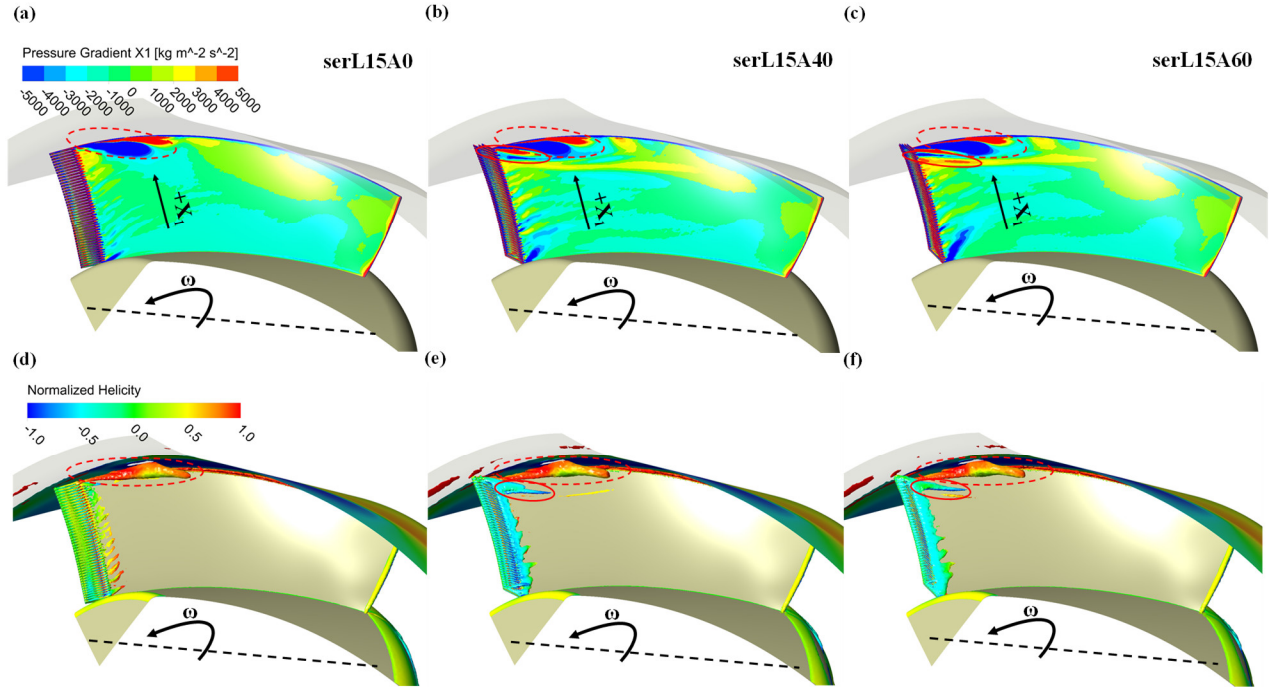 (a)
(b)
(c)
Pressure Gradient X1 [kg m^-2 s^-2]
-5000
-4000
-3000
-2000
-1000
0
1000
2000
3000
4000
5000
serL15A0
serL15A40
serL15A60
+X1
+X1
+X1
ω
ω
ω
(d)
(e)
(f)
Normalized Helicity
-1.0
-0.5
0.0
0.5
1.0
ω
ω
ω